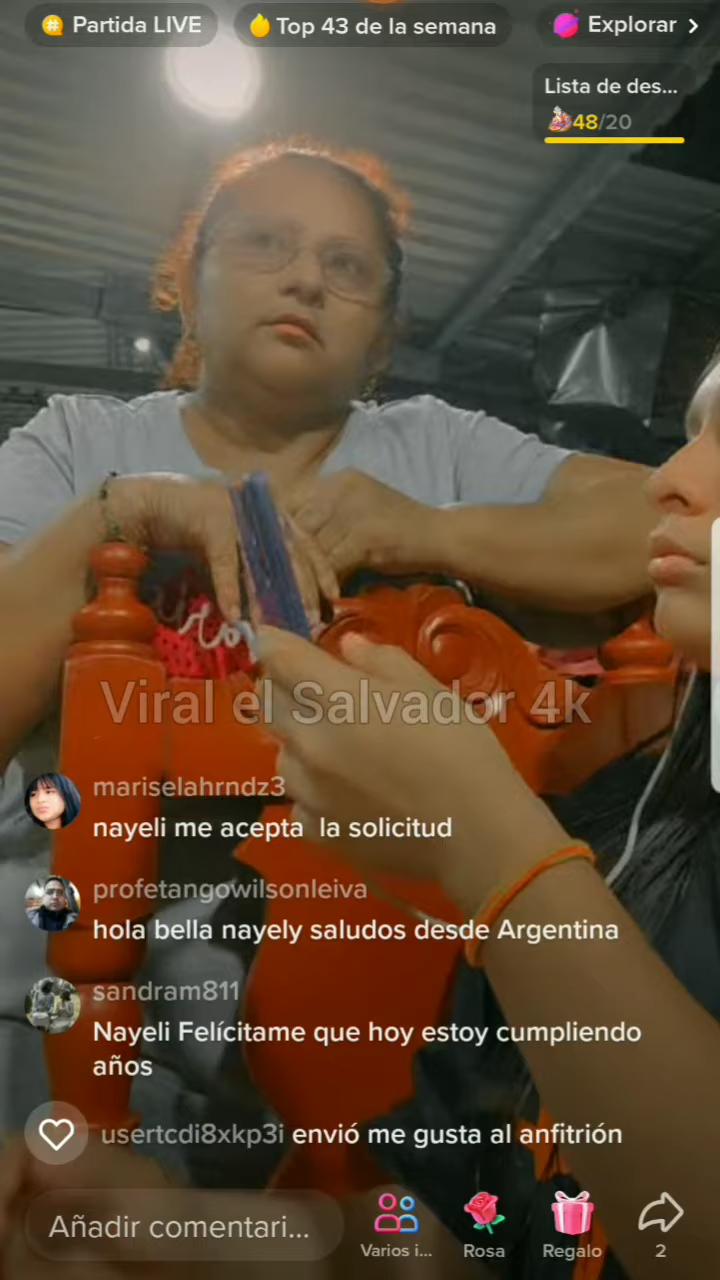 Partida LIVE
Top 43 de la semana
Explorar
Lista de des...
48/20
Viral el Salvador 4k
mariselahrndz3
nayeli me acepta la solicitud
profetangowilsonleiva
hola bella nayely saludos desde Argentina
sandram811
Nayeli Felícitame que hoy estoy cumpliendo
años
usertcdi8xkp3i envió me gusta al anfitrión
Añadir comentari...
Varios i...
Rosa
Regalo
2